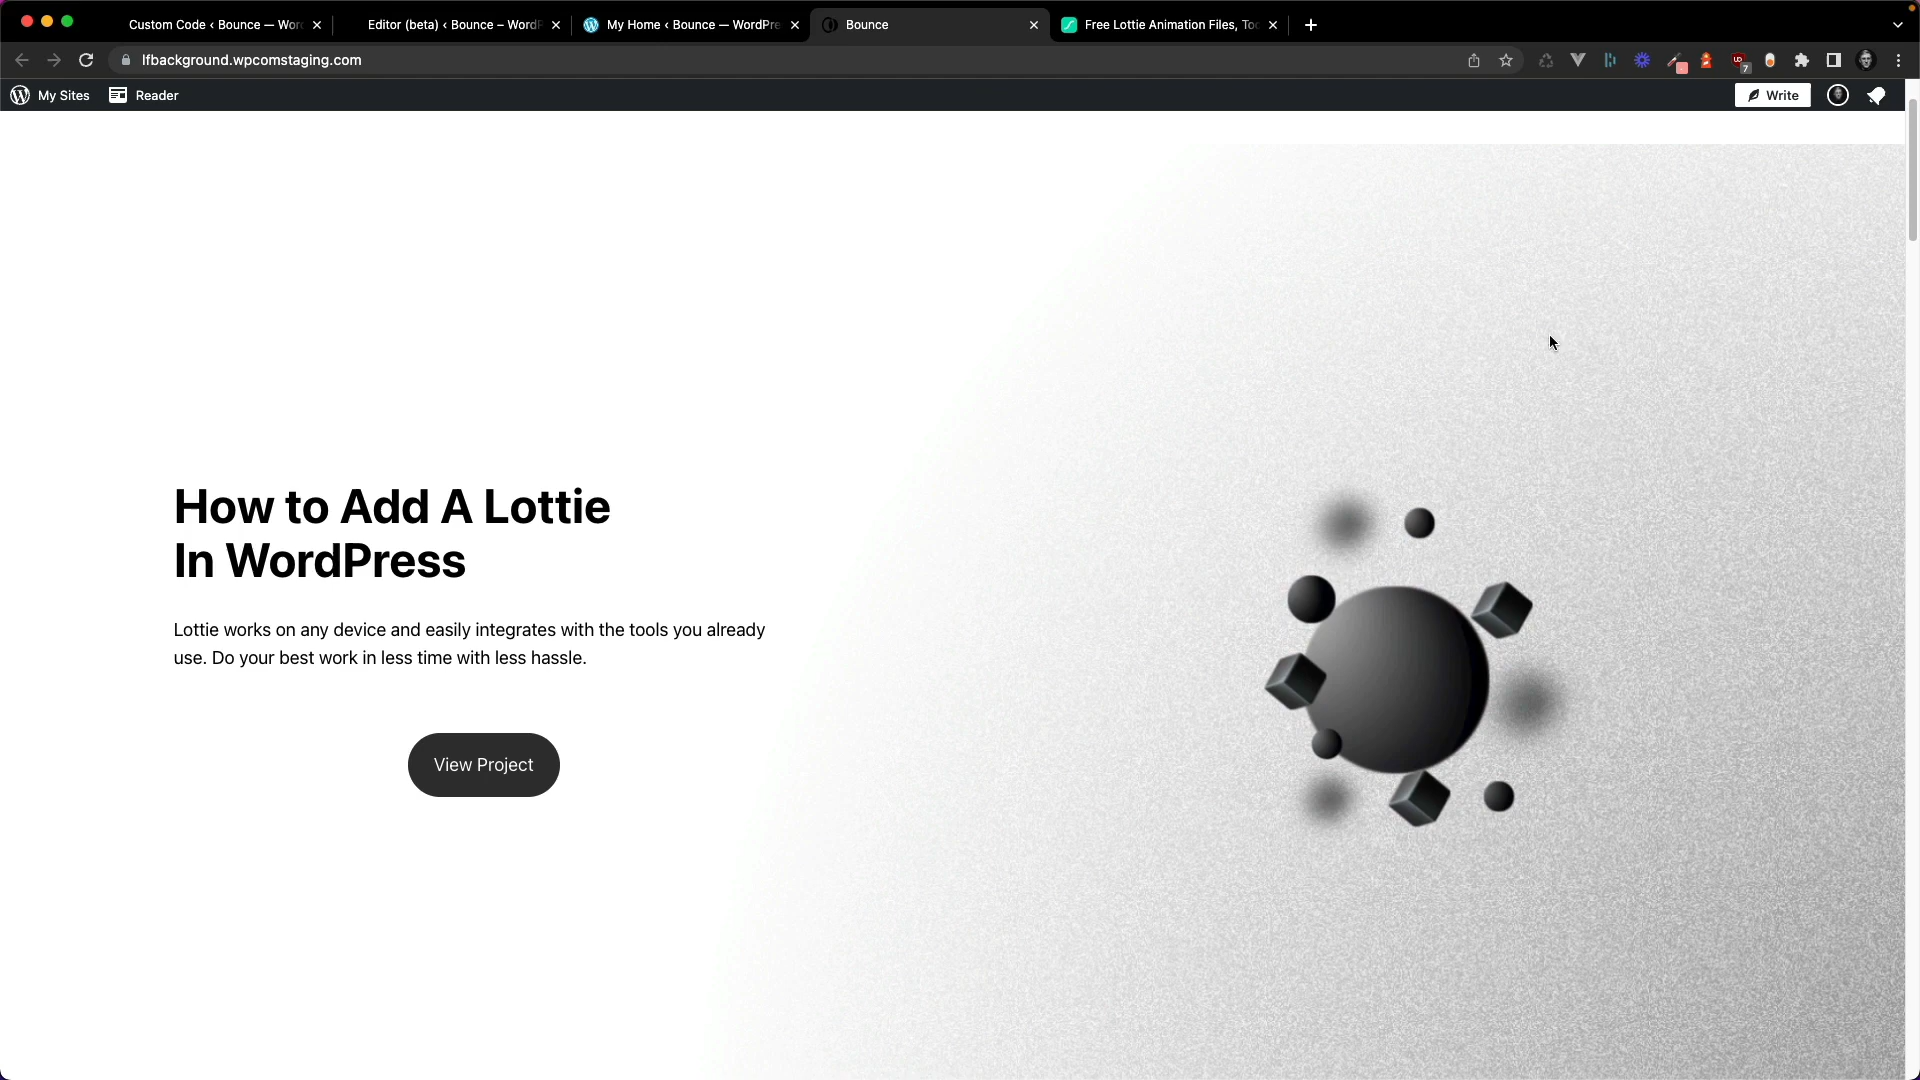 Custom Code ‹ Bounce — Wor
Editor (beta) ‹ Bounce – WordP
My Home ‹ Bounce — WordPre
Bounce
Free Lottie Animation Files, Too
lfbackground.wpcomstaging.com
7
My Sites
Reader
Write
How to Add A Lottie
In WordPress
Lottie works on any device and easily integrates with the tools you already
use. Do your best work in less time with less hassle.
View Project